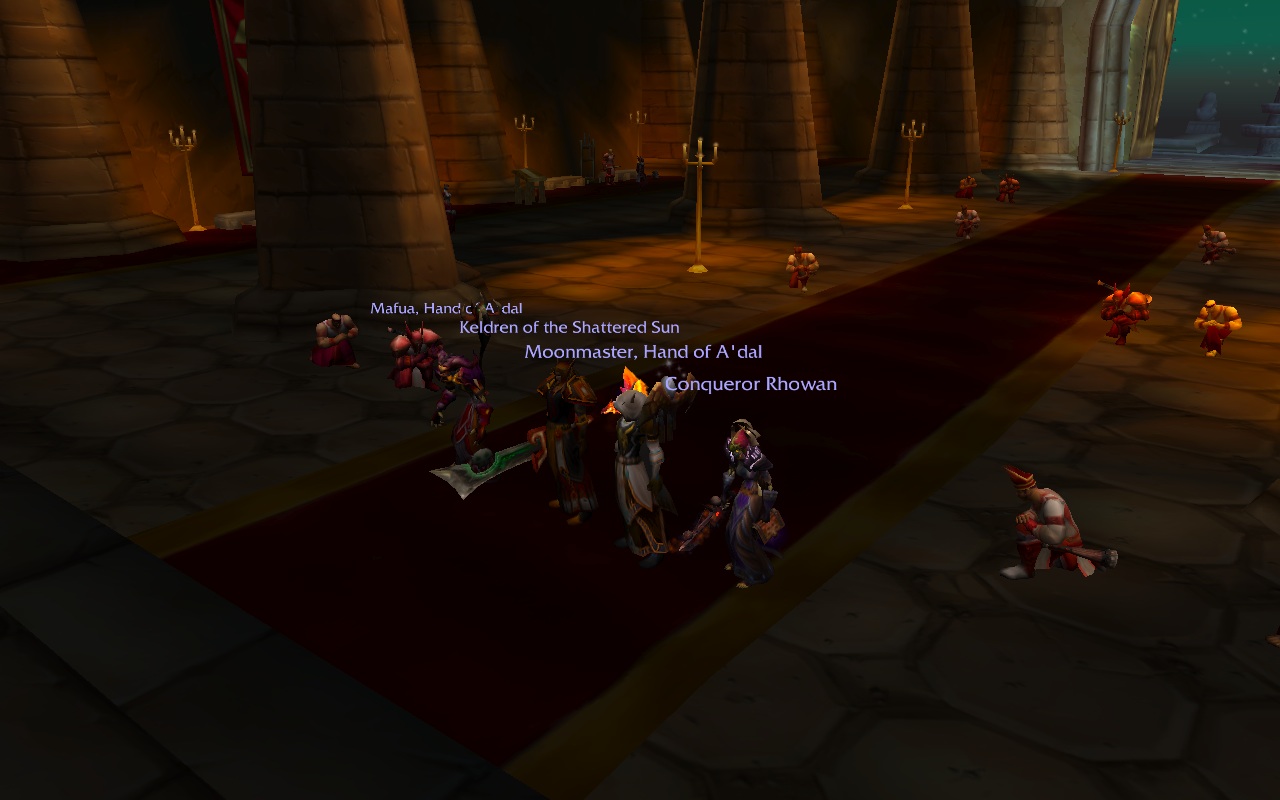 Mafua, Hand of A'dal
Keldren of the Shattered Sun
Moonmaster, Hand of A'dal
Conqueror Rhowan